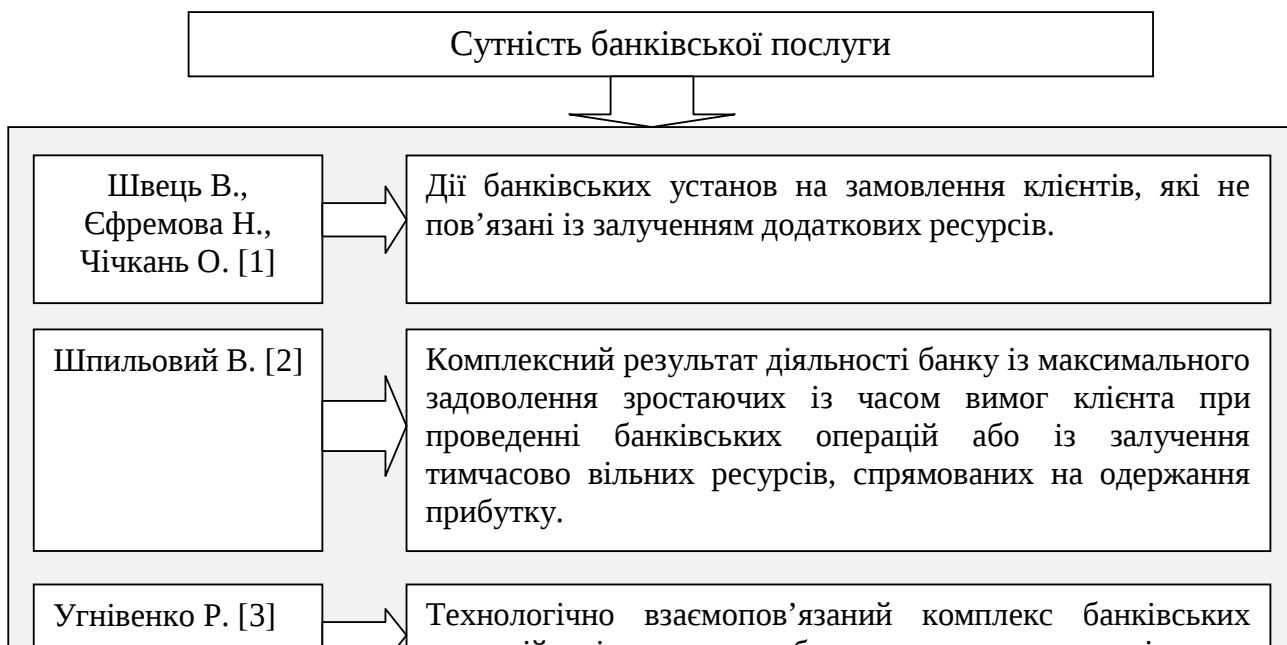 Сутність банківської послуги
Швець В.,
Єфремова Н.,
Чічкань О. [1]
Дії банківських установ на замовлення клієнтів, які не
пов’язані із залученням додаткових ресурсів.
Шпильовий В. [2]
Комплексний результат діяльності банку із максимального
задоволення зростаючих із часом вимог клієнта при
проведенні банківських операцій або із залучення
тимчасово вільних ресурсів, спрямованих на одержання
прибутку.
Угнівенко Р. [3]
Технологічно взаємопов’язаний комплекс банківських